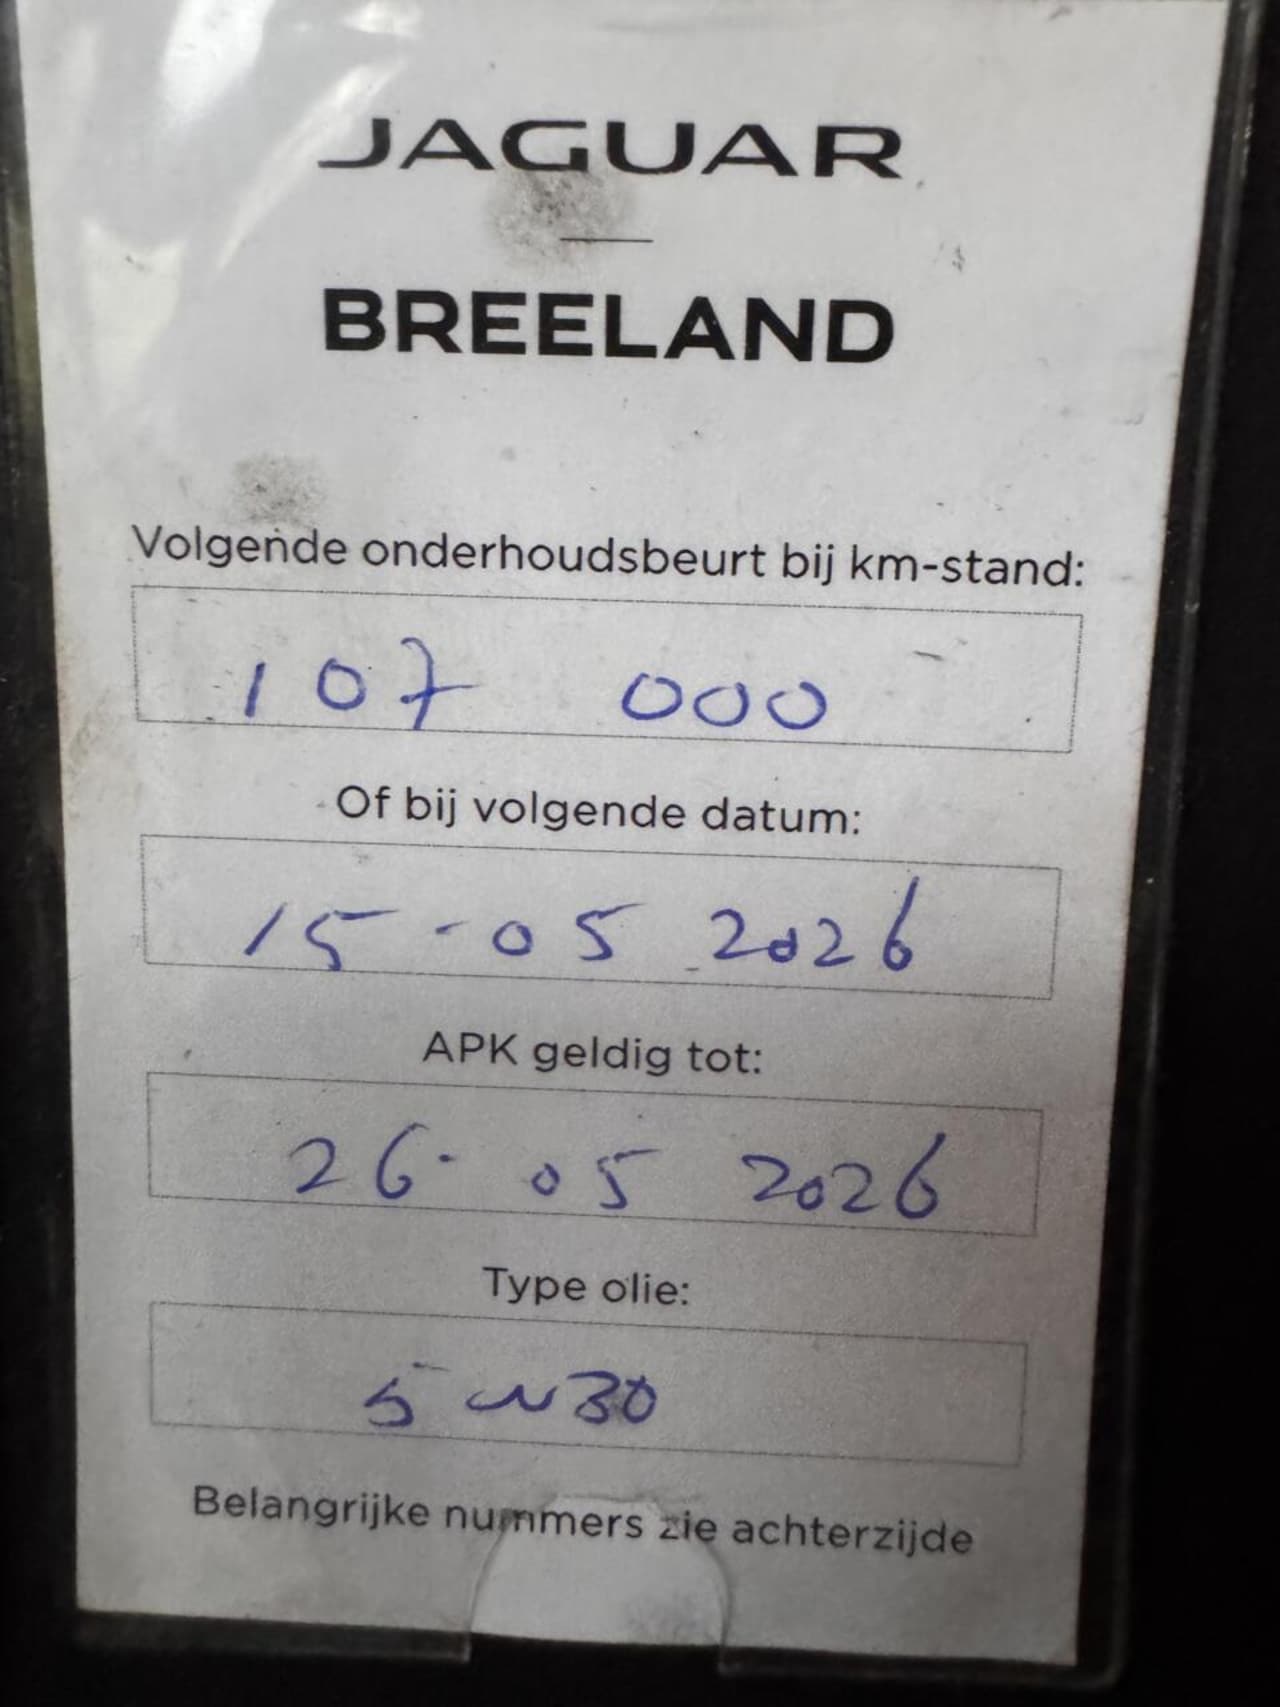 JAGUAR
BREELAND
Volgende onderhoudsbeurt bij km-stand:
107 000
Of bij volgende datum:
15-05 2026
APK geldig tot:
26-05 2026
Type olie:
5w30
Belangrijke nummers zie achterzijde